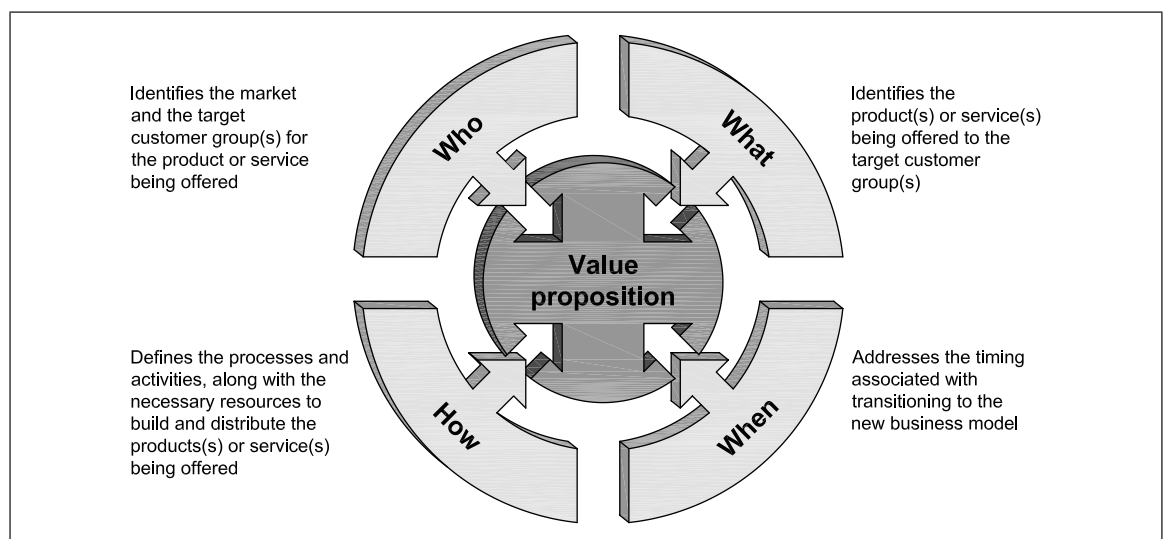 Identifies the market
and the target
customer group(s) for
the product or service
being offered
Who
What
Identifies the
product(s) or service(s)
being offered to the
target customer
group(s)
Value
proposition
Defines the processes and
activities, along with the
necessary resources to
build and distribute the
products(s) or service(s)
being offered
How
When
Addresses the timing
associated with
transitioning to the
new business model